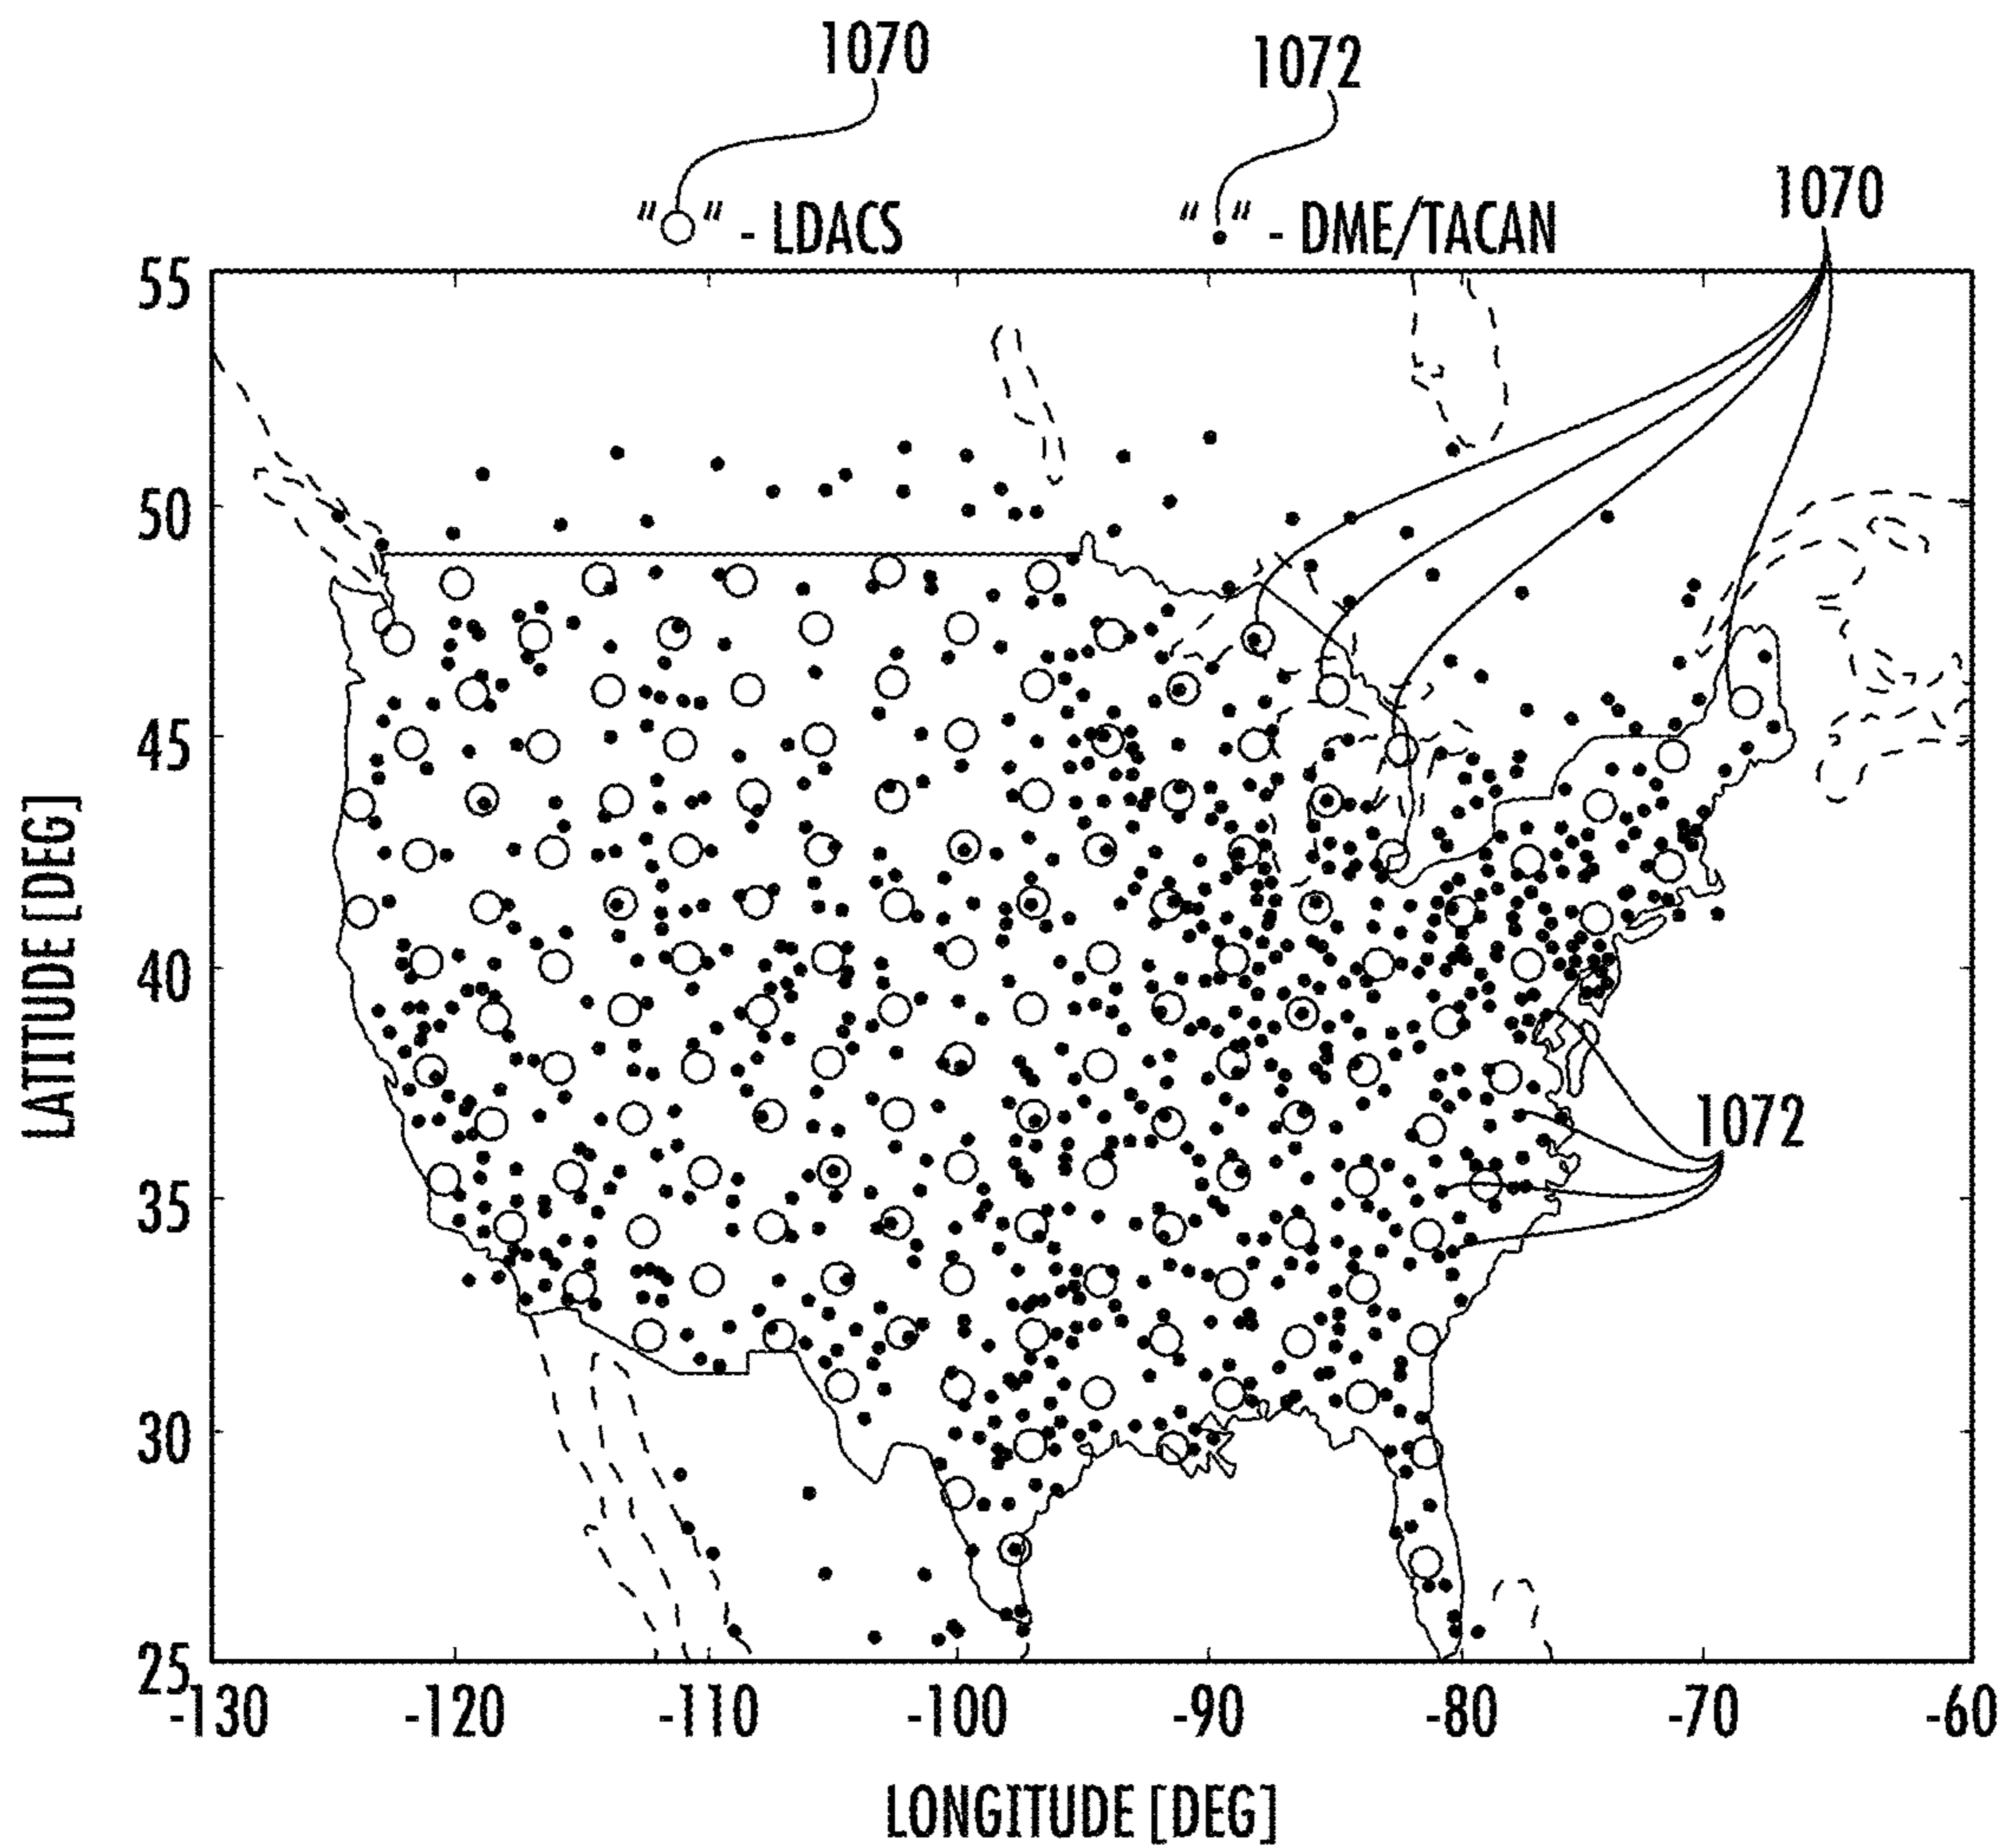 1070
1072
"○" - LDACS
"•" - DME/TACAN
1070
55
50
45
40
35
30
25
LATITUDE [DEG]
1072
-130 -120 -110 -100 -90 -80 -70 -60
LONGITUDE [DEG]